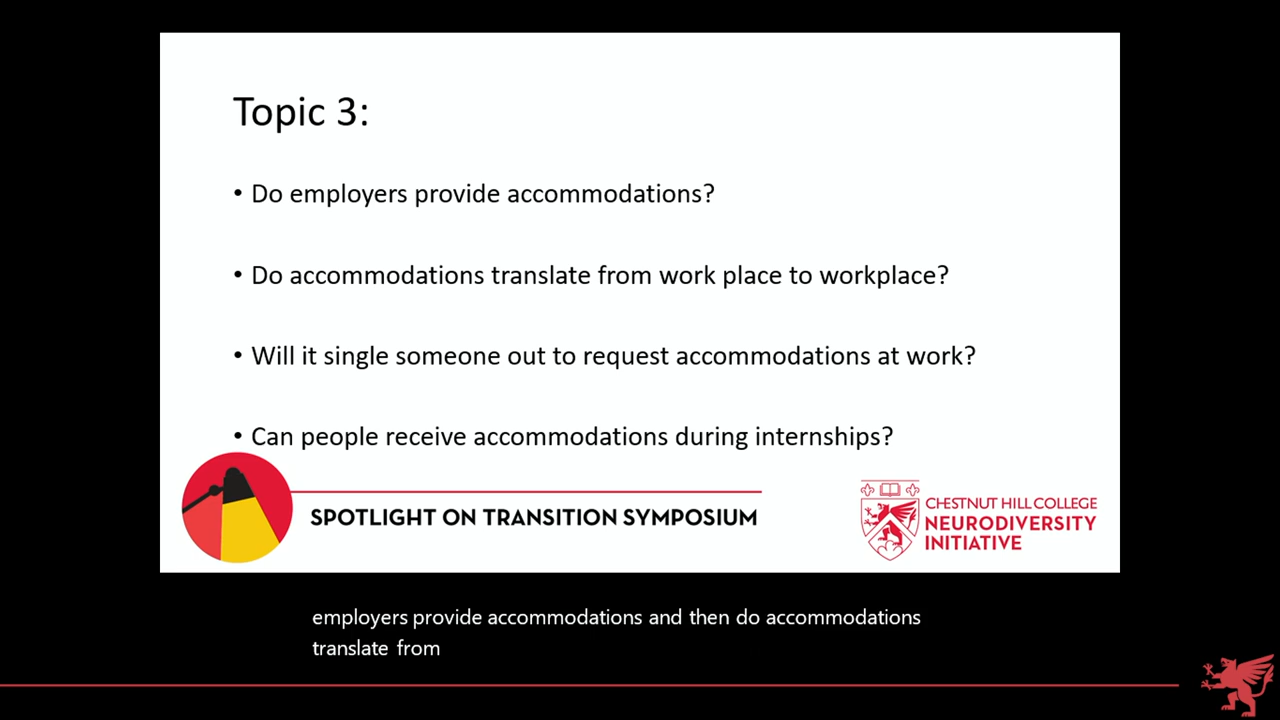 Topic 3:
• Do employers provide accommodations?
• Do accommodations translate from work place to workplace?
• Will it single someone out to request accommodations at work?
• Can people receive accommodations during internships?
SPOTLIGHT ON TRANSITION SYMPOSIUM
CHESTNUT HILL COLLEGE
NEURODIVERSITY
INITIATIVE
employers provide accommodations and then do accommodations
translate from